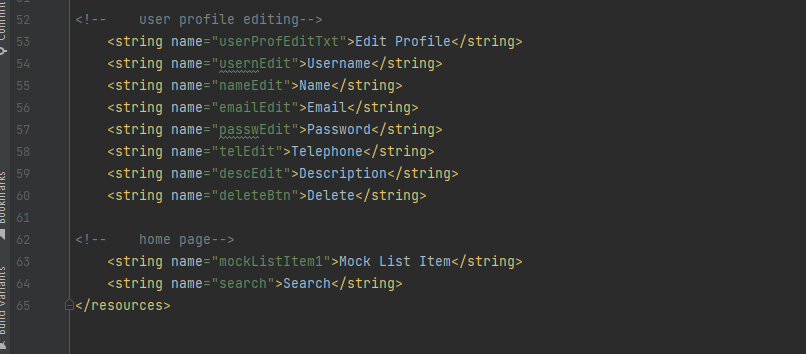 Commit
52 <!--    user profile editing-->
53     <string name="userProfEditTxt">Edit Profile</string>
54     <string name="usernEdit">Username</string>
55     <string name="nameEdit">Name</string>
56     <string name="emailEdit">Email</string>
57     <string name="passwEdit">Password</string>
58     <string name="telEdit">Telephone</string>
59     <string name="descEdit">Description</string>
60     <string name="deleteBtn">Delete</string>
61
62 <!--    home page-->
63     <string name="mockListItem1">Mock List Item</string>
64     <string name="search">Search</string>
65 </resources>
Bookmarks
Build Variants